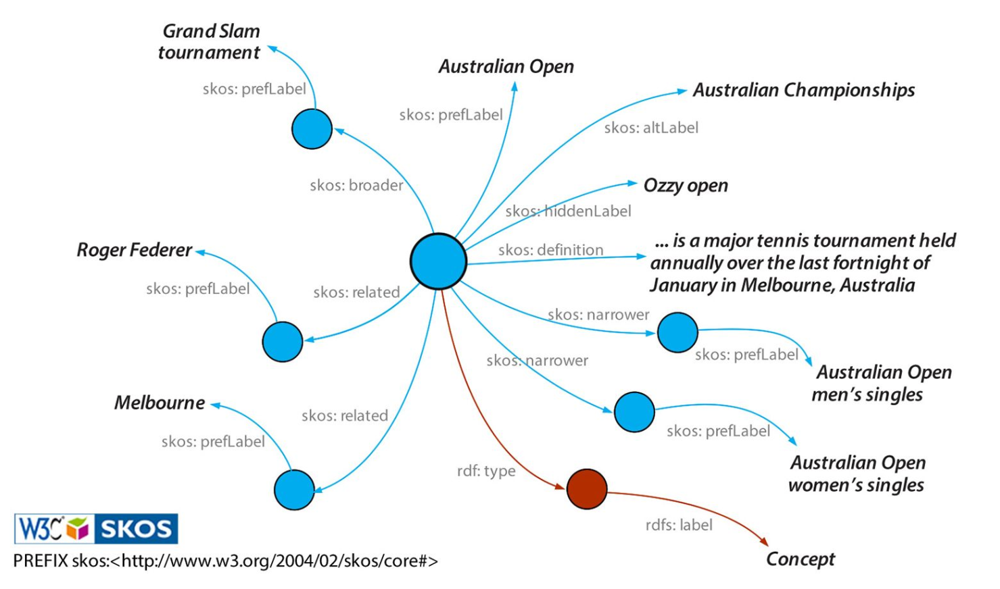 Grand Slam
tournament
skos: prefLabel
Australian Open
skos: prefLabel
Australian Championships
skos: altLabel
skos: broader
Ozzy open
skos: hiddenLabel
... is a major tennis tournament held
annually over the last fortnight of
January in Melbourne, Australia
skos: definition
Roger Federer
skos: prefLabel
skos: related
skos: narrower
skos: prefLabel
Australian Open
men's singles
skos: narrower
Melbourne
skos: prefLabel
skos: related
skos: prefLabel
Australian Open
women's singles
rdf: type
rdfs: label
Concept
W3C SKOS
PREFIX skos:<http://www.w3.org/2004/02/skos/core#>